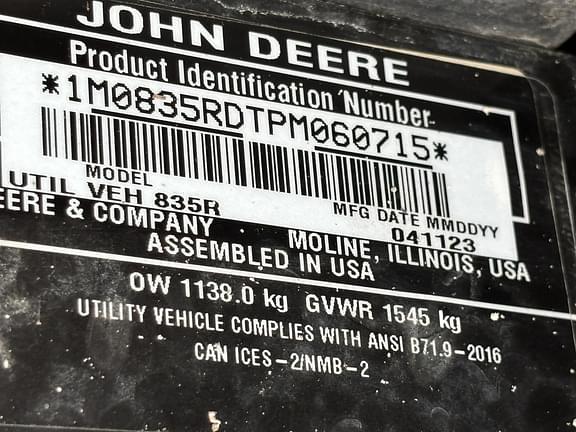 JOHN DEERE
Product Identification Number
*1M0835RDTPM060715*
MODEL
MFG DATE MMDDYY
UTIL VEH 835R
041123
EERE & COMPANY
MOLINE, ILLINOIS, USA
ASSEMBLED IN USA
OW 1138.0 kg GVWR 1545 kg
UTILITY VEHICLE COMPLIES WITH ANSI B71.9-2016
CAN ICES-2/NMB-2